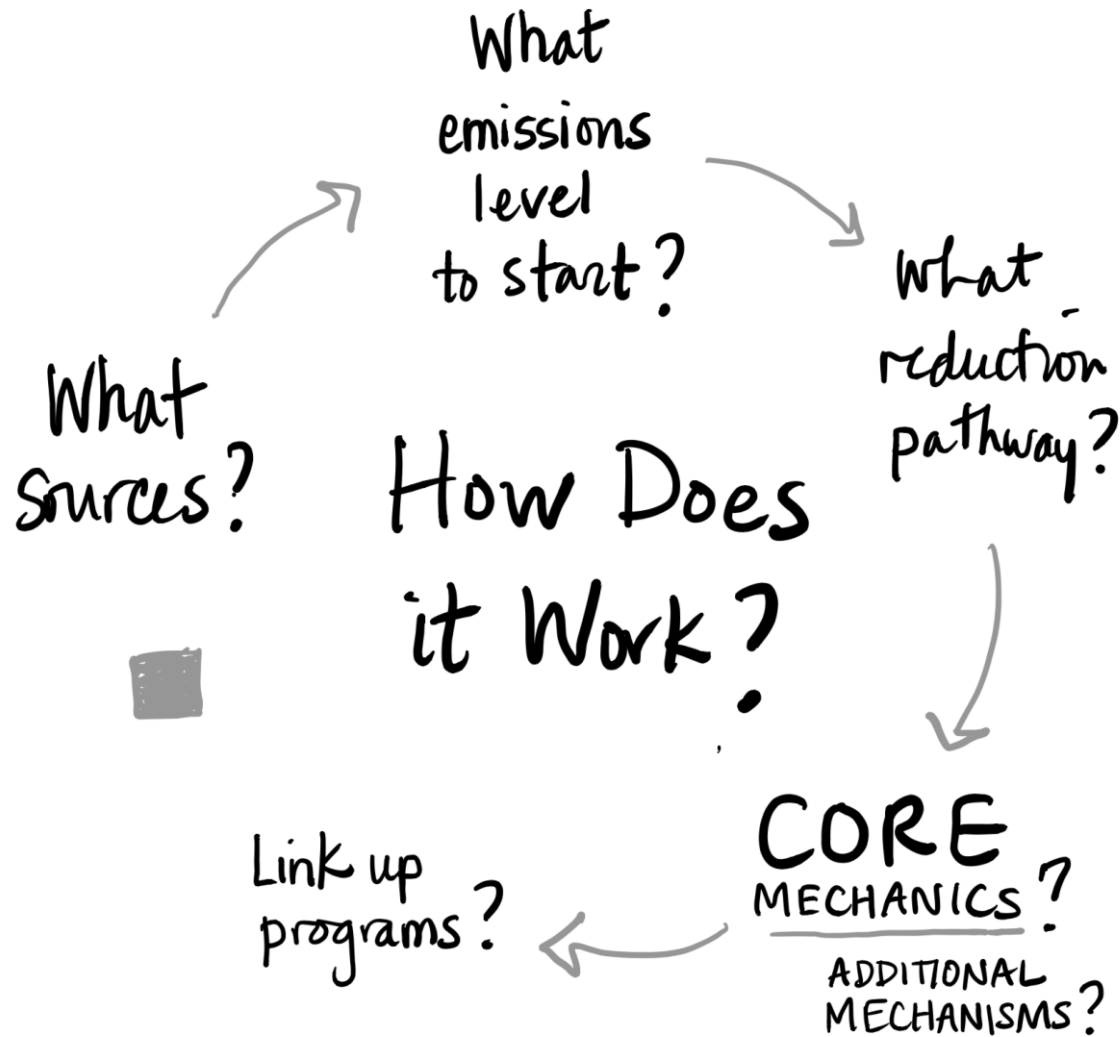 What
emissions
level
to start?
What
reduction
pathway?
What
sources?
How Does
it Work?
CORE
MECHANICS?
ADDITIONAL
MECHANISMS?
Link up
programs?